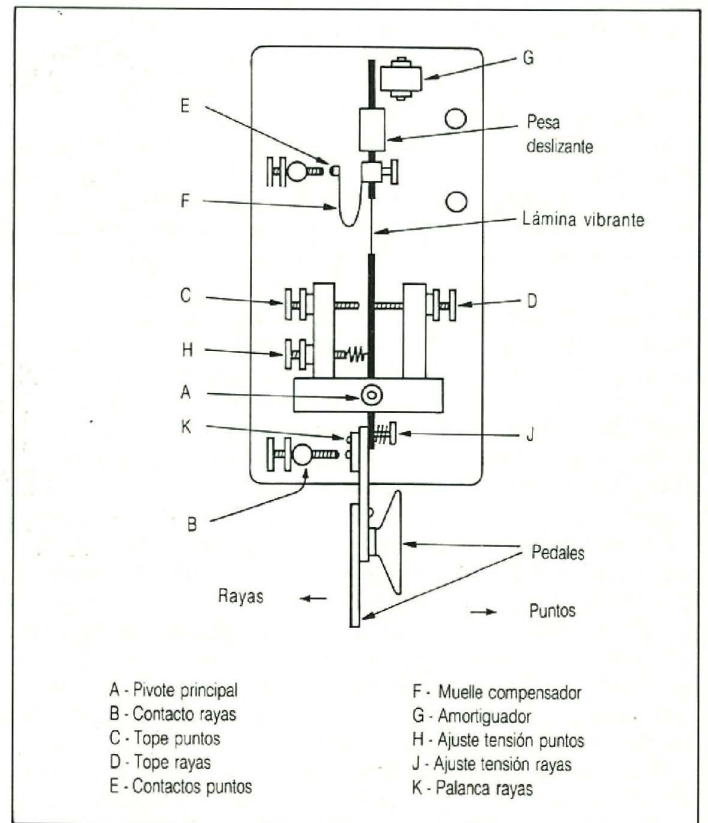 G
E
Pesa
deslizante
F
Lámina vibrante
C
D
H
A
K
J
B
Pedales
Rayas
Puntos
A - Pivote principal
B - Contacto rayas
C - Tope puntos
D - Tope rayas
E - Contactos puntos
F - Muelle compensador
G - Amortiguador
H - Ajuste tensión puntos
J - Ajuste tensión rayas
K - Palanca rayas